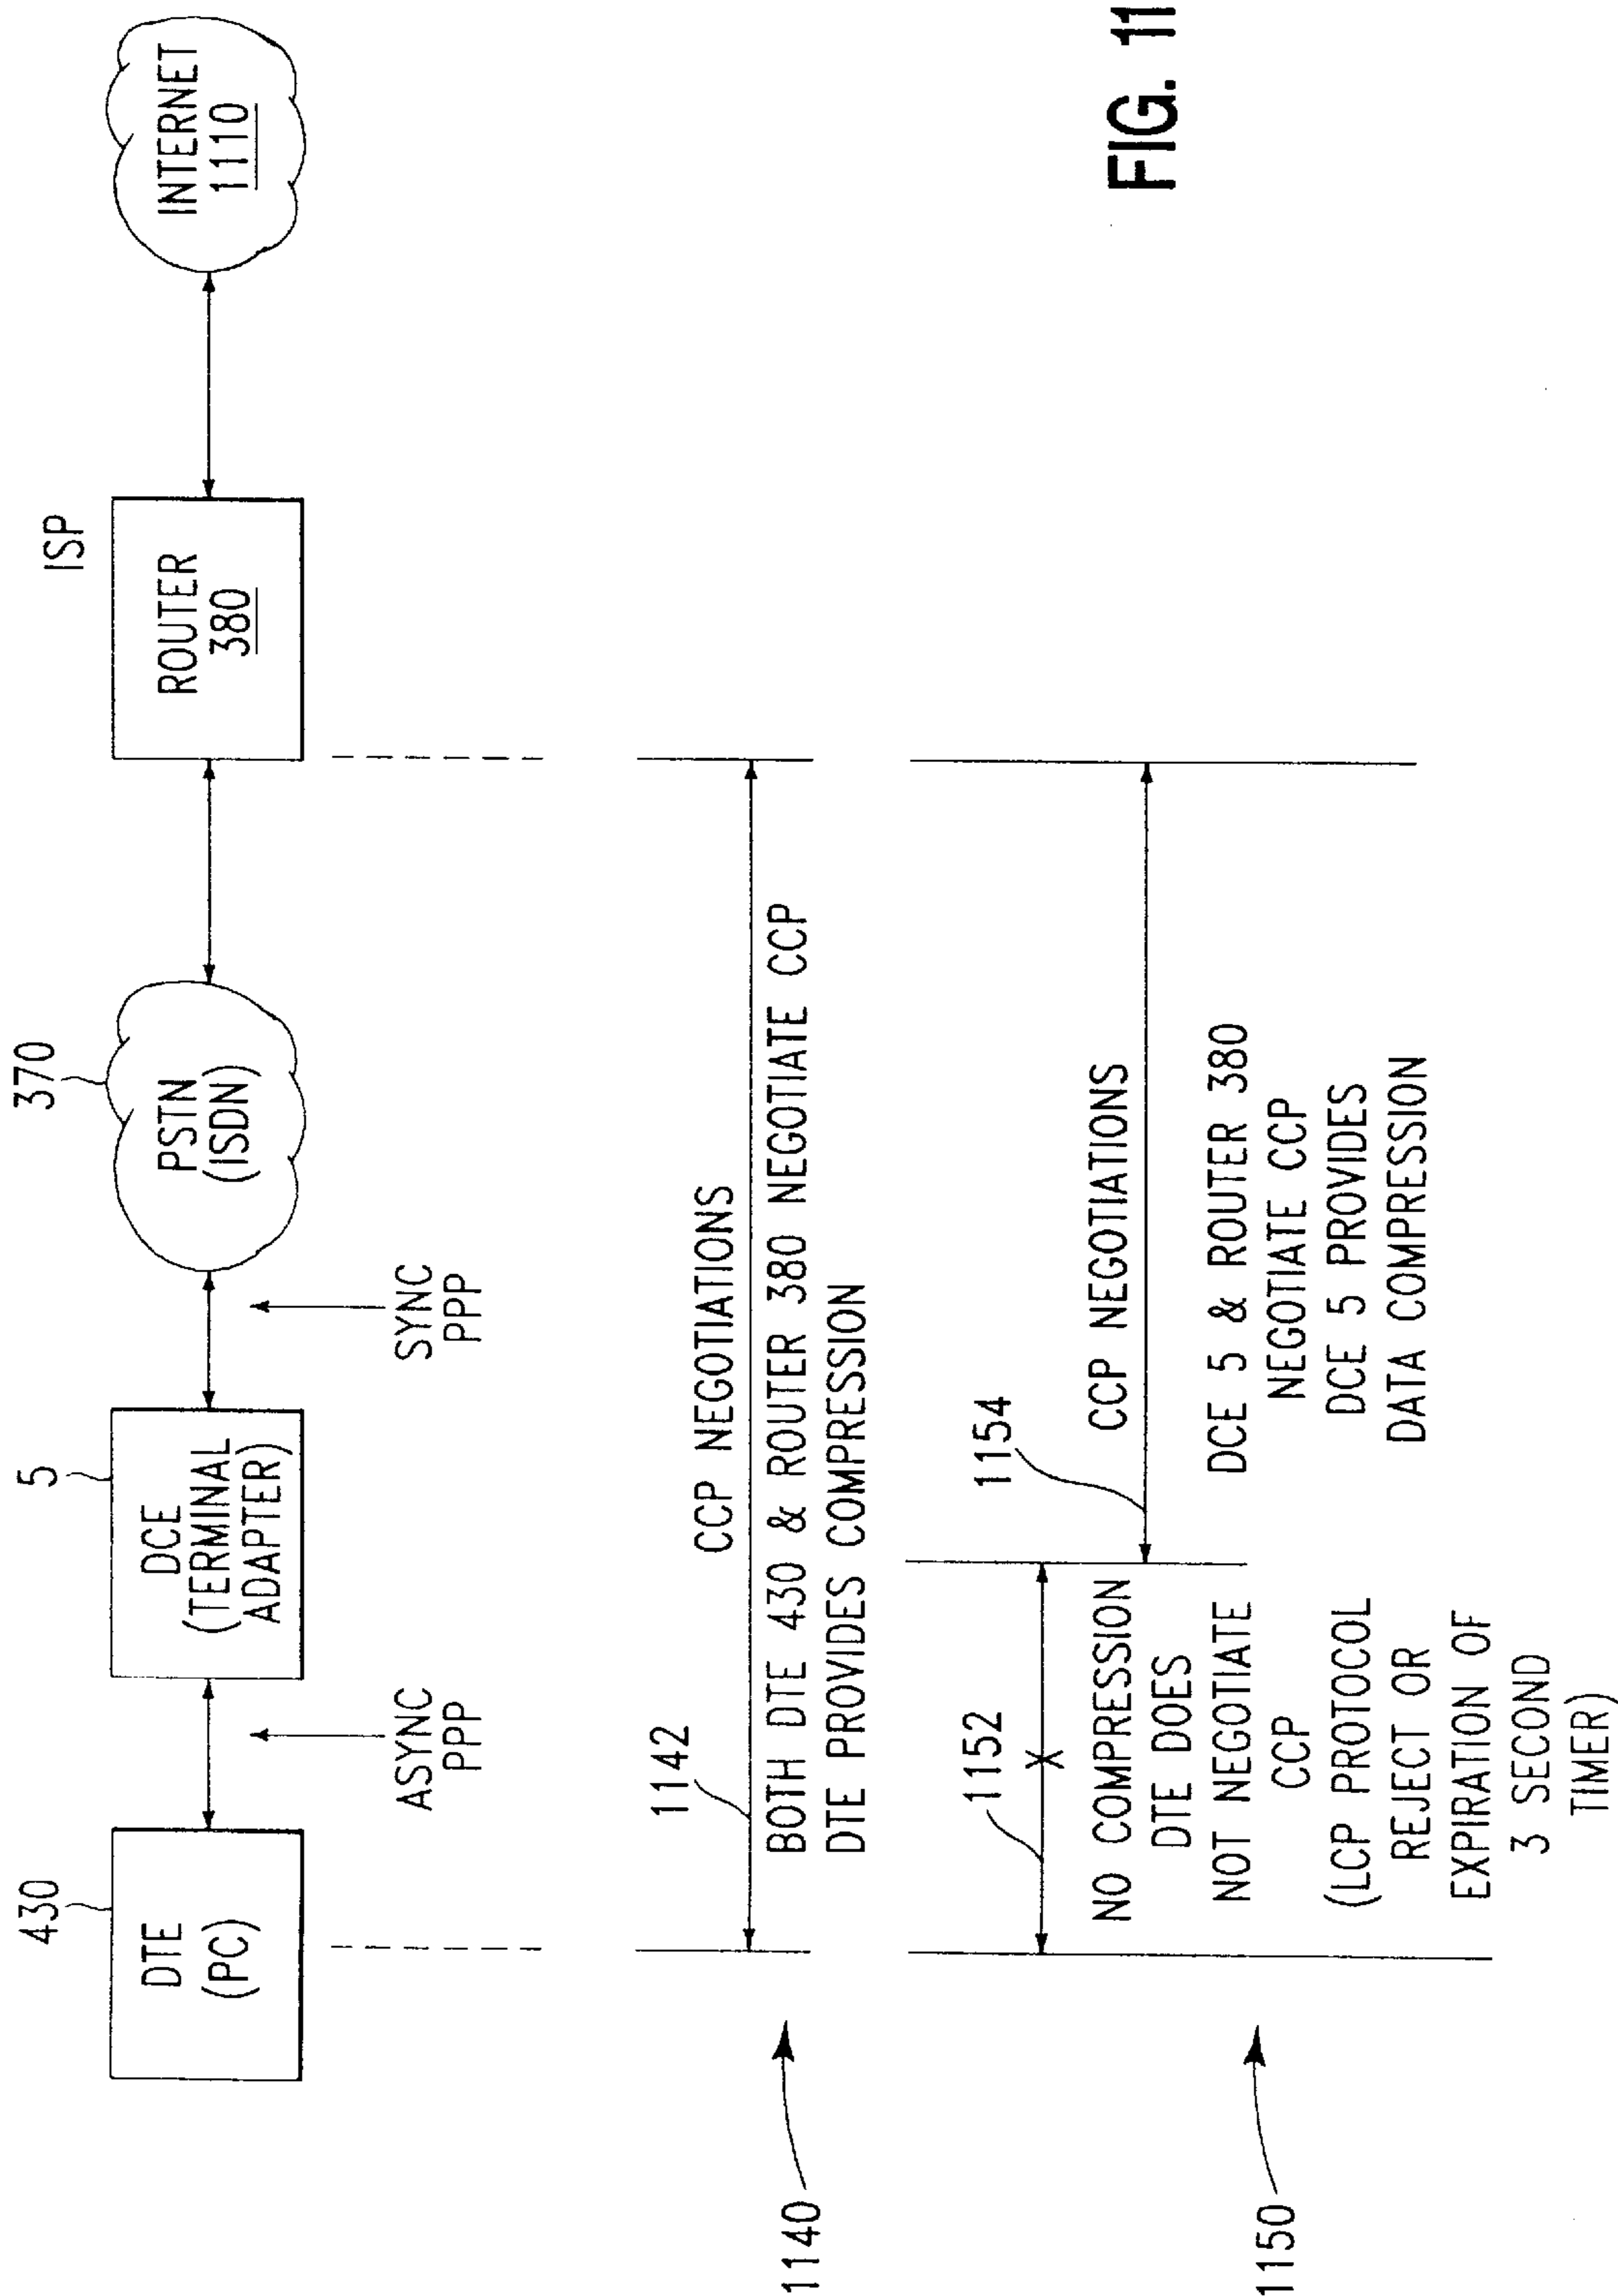 430
DTE
(PC)
ASYNC
PPP
5
DCE
(TERMINAL
ADAPTER)
SYNC
PPP
370
PSTN
(ISDN)
ISP
ROUTER
380
INTERNET
1110
1140
1142
CCP NEGOTIATIONS
BOTH DTE 430 & ROUTER 380 NEGOTIATE CCP
DTE PROVIDES COMPRESSION
1150
1152
X
NO COMPRESSION
DTE DOES
NOT NEGOTIATE
CCP
(LCP PROTOCOL
REJECT OR
EXPIRATION OF
3 SECOND
TIMER)
1154
CCP NEGOTIATIONS
DCE 5 & ROUTER 380
NEGOTIATE CCP
DCE 5 PROVIDES
DATA COMPRESSION
FIG. 11